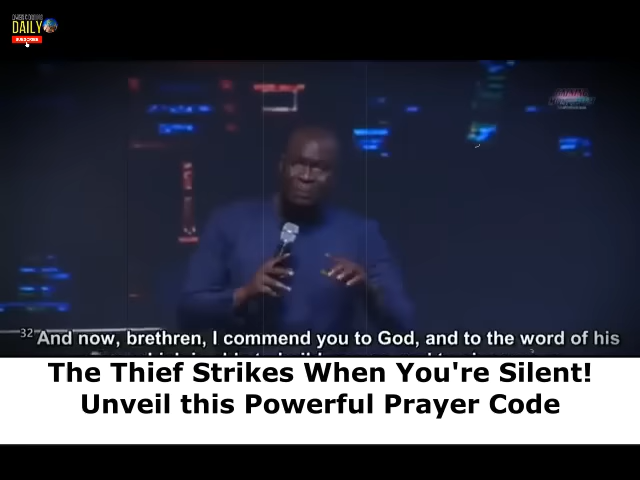 DAILY
SUBSCRIBE
32 And now, brethren, I commend you to God, and to the word of his
The Thief Strikes When You're Silent!
Unveil this Powerful Prayer Code